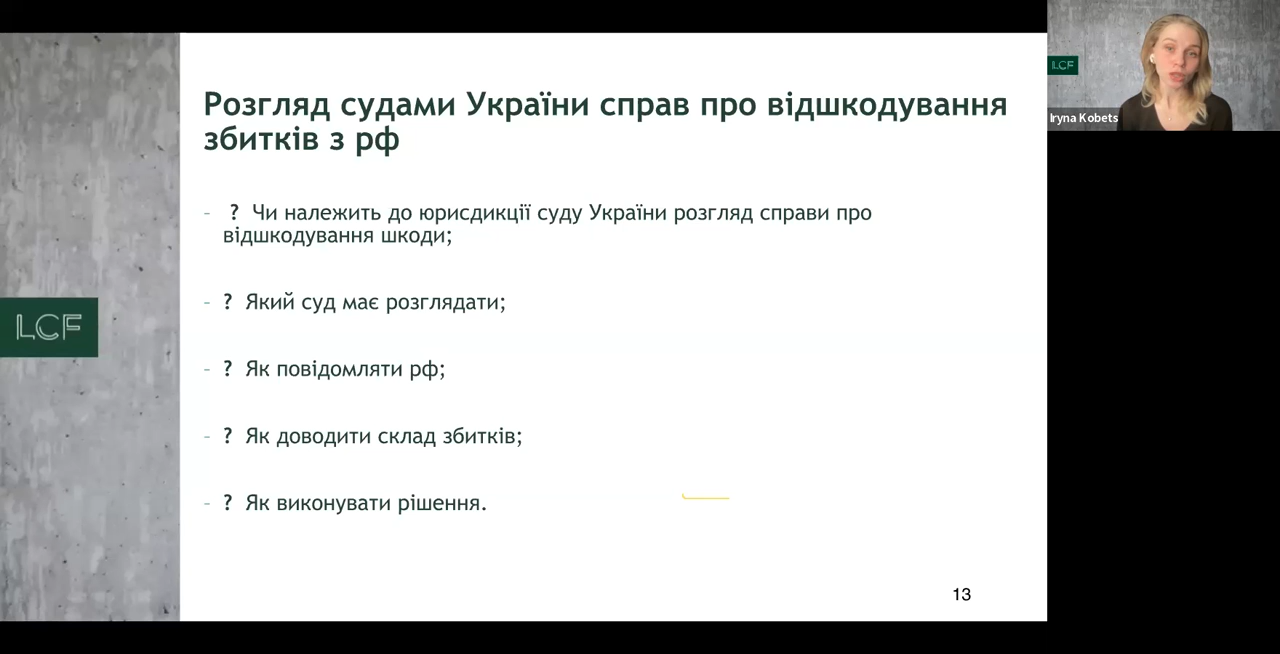 Розгляд судами України справ про відшкодування
збитків з рф
- ? Чи належить до юрисдикції суду України розгляд справи про
відшкодування шкоди;
- ? Який суд має розглядати;
- ? Як повідомляти рф;
- ? Як доводити склад збитків;
- ? Як виконувати рішення.
13
LCF
LCF
Iryna Kobets